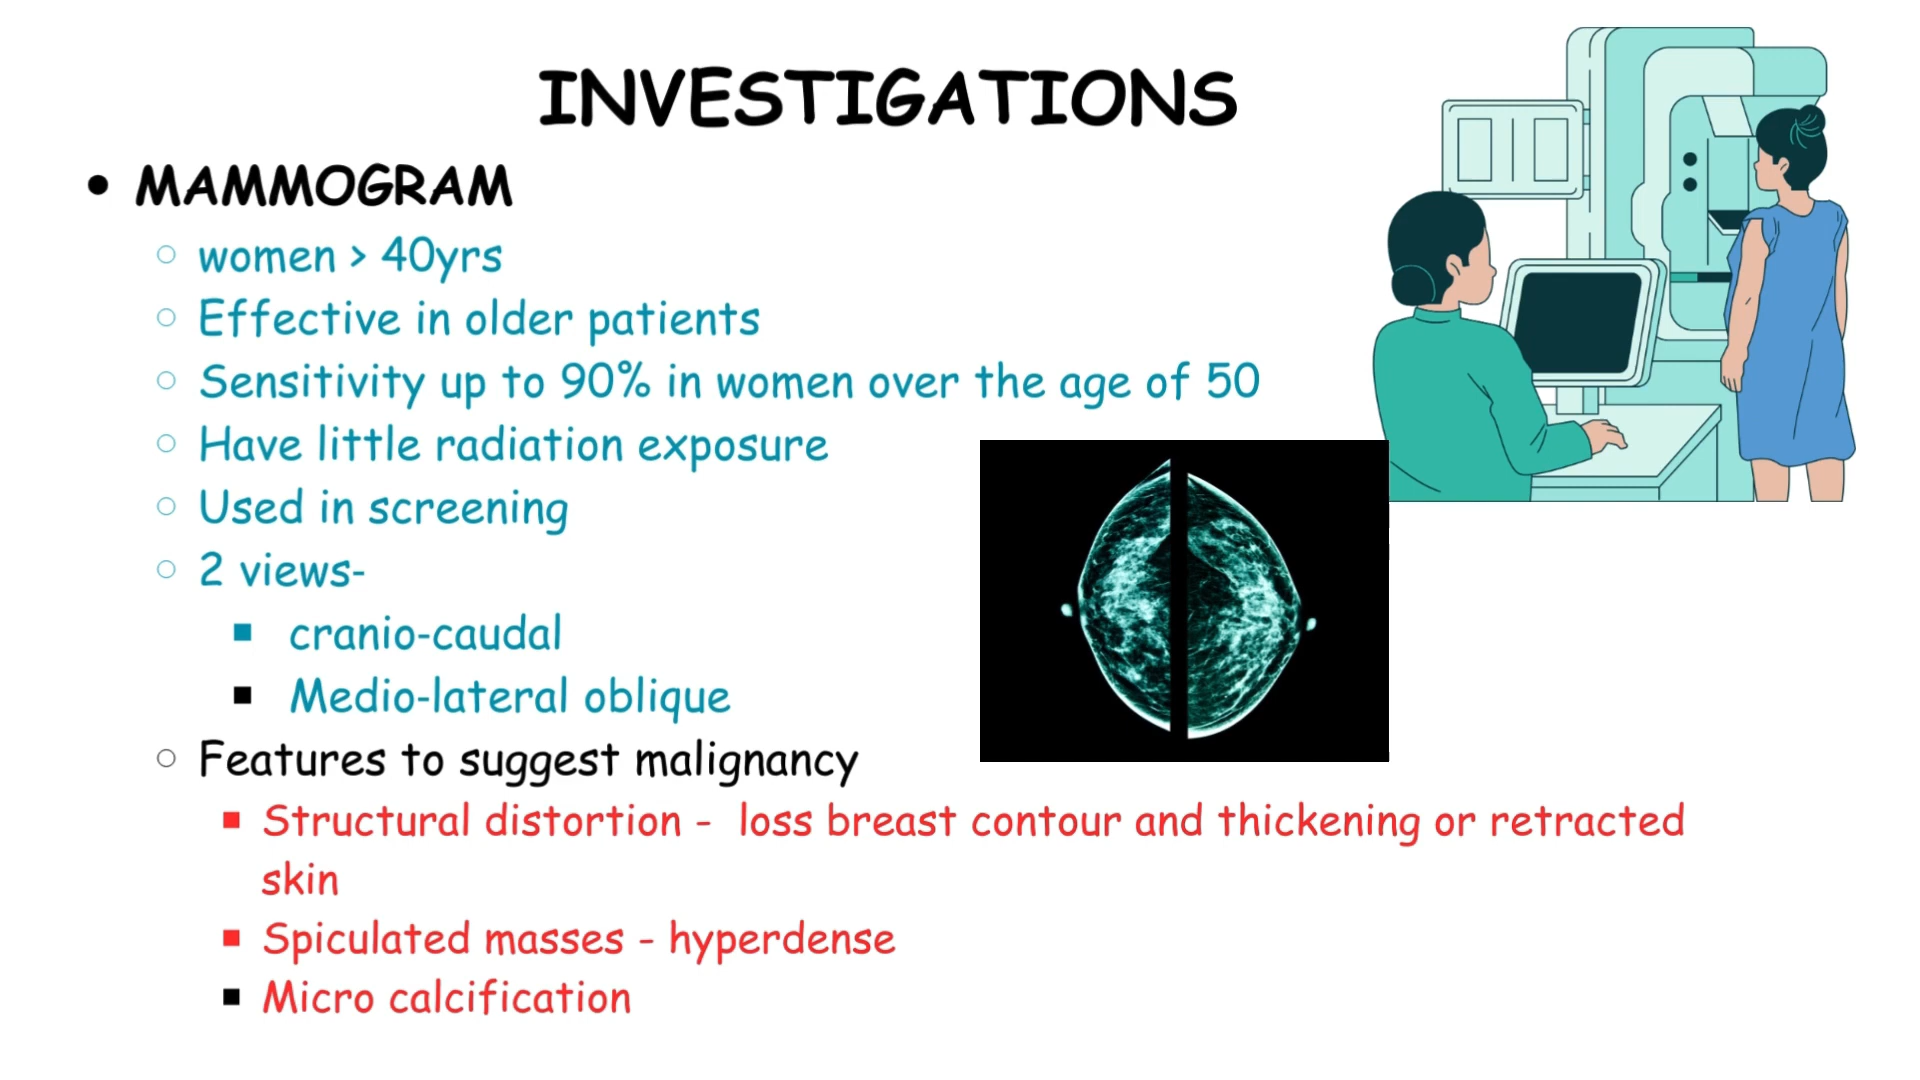 INVESTIGATIONS
• MAMMOGRAM
○ women > 40yrs
○ Effective in older patients
○ Sensitivity up to 90% in women over the age of 50
○ Have little radiation exposure
○ Used in screening
○ 2 views-
■ cranio-caudal
■ Medio-lateral oblique
○ Features to suggest malignancy
■ Structural distortion - loss breast contour and thickening or retracted
skin
■ Spiculated masses - hyperdense
■ Micro calcification